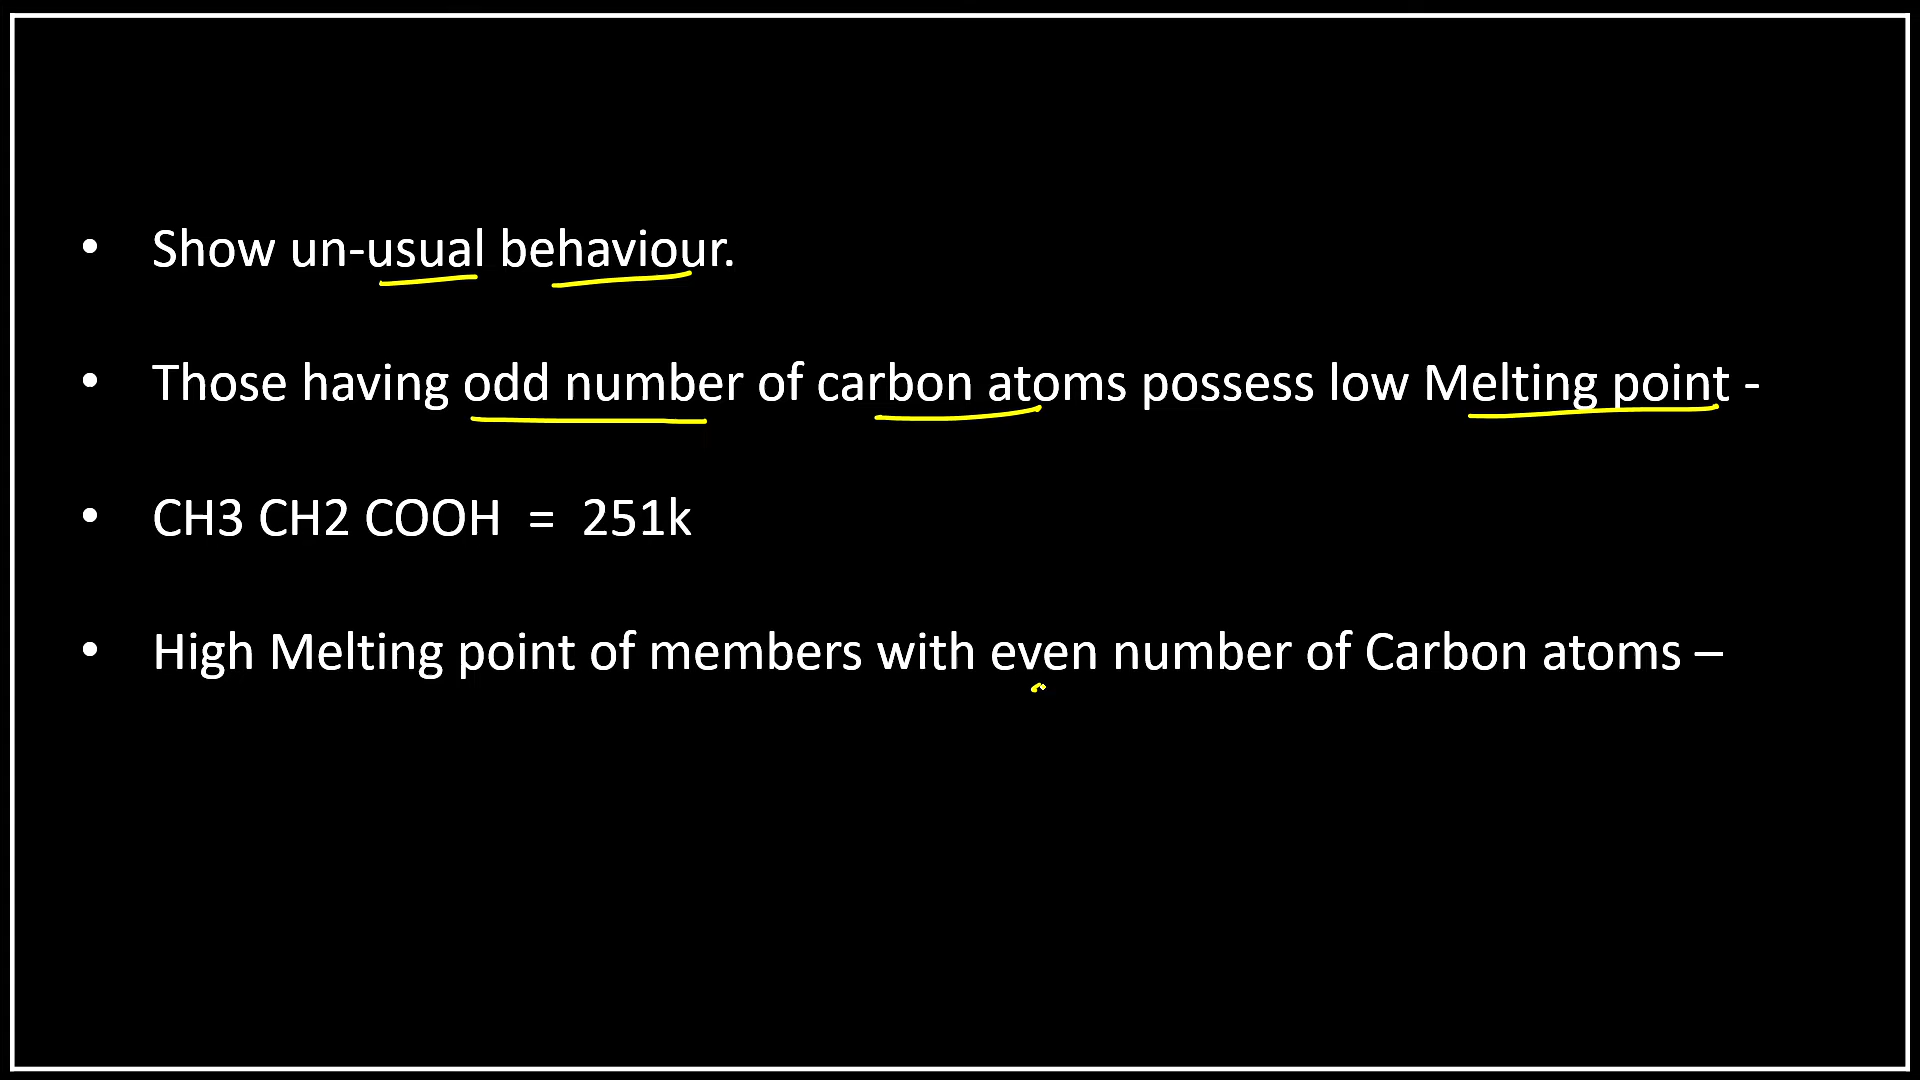 • Show un-usual behaviour.
• Those having odd number of carbon atoms possess low Melting point -
• CH3 CH2 COOH = 251k
• High Melting point of members with even number of Carbon atoms –